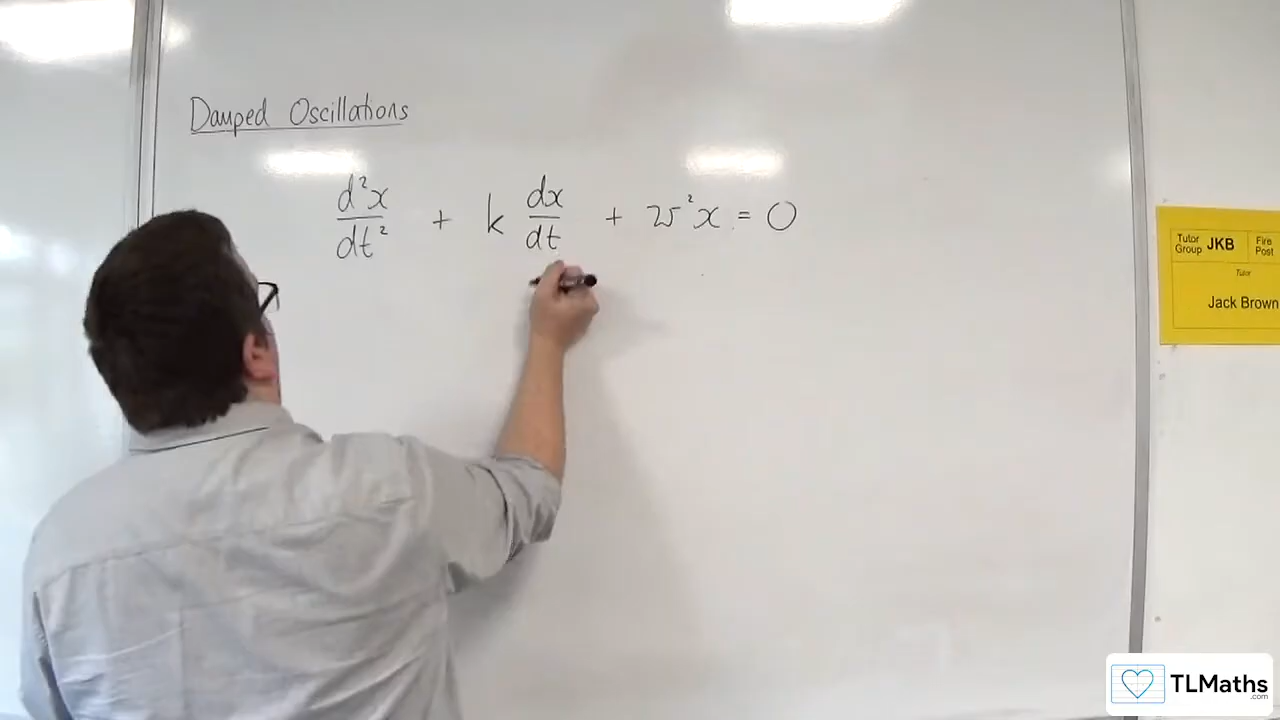 Damped Oscillations
d²x/dt² + k dx/dt + ω²x = 0
Tutor Group JKB Fire Post
Tutor
Jack Brown
TLMaths
.com